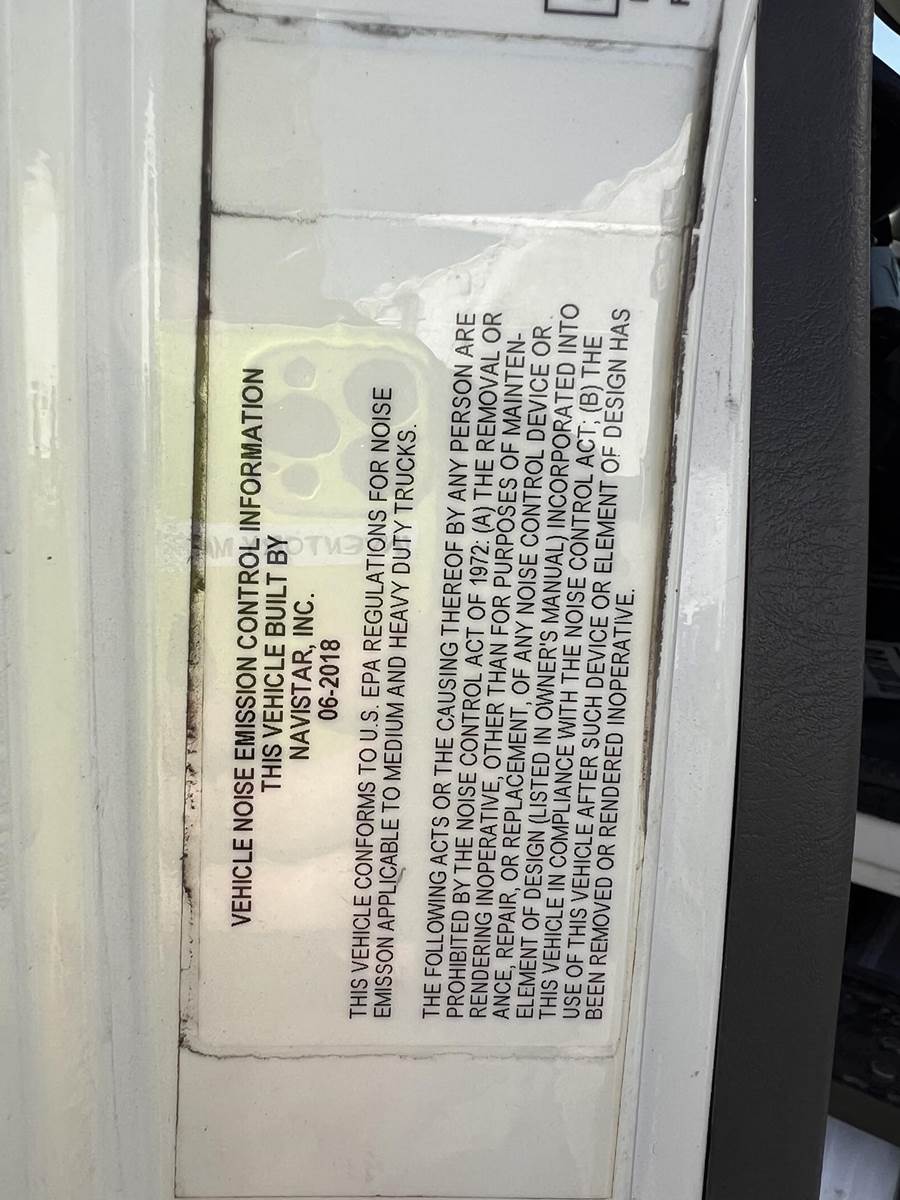 VEHICLE NOISE EMISSION CONTROL INFORMATION
THIS VEHICLE BUILT BY
NAVISTAR, INC.
06-2018
THIS VEHICLE CONFORMS TO U.S. EPA REGULATIONS FOR NOISE
EMISSON APPLICABLE TO MEDIUM AND HEAVY DUTY TRUCKS.
THE FOLLOWING ACTS OR THE CAUSING THEREOF BY ANY PERSON ARE
PROHIBITED BY THE NOISE CONTROL ACT OF 1972: (A) THE REMOVAL OR
RENDERING INOPERATIVE, OTHER THAN FOR PURPOSES OF MAINTEN-
ANCE, REPAIR, OR REPLACEMENT, OF ANY NOISE CONTROL DEVICE OR
ELEMENT OF DESIGN (LISTED IN OWNER'S MANUAL) INCORPORATED INTO
THIS VEHICLE IN COMPLIANCE WITH THE NOISE CONTROL ACT; (B) THE
USE OF THIS VEHICLE AFTER SUCH DEVICE OR ELEMENT OF DESIGN HAS
BEEN REMOVED OR RENDERED INOPERATIVE.